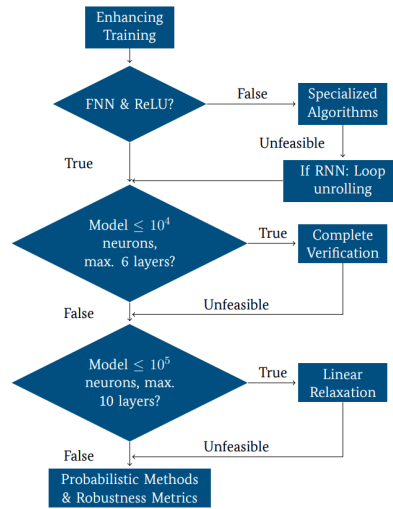 Enhancing
Training
FNN & ReLU?
False
Specialized
Algorithms
True
Unfeasible
If RNN: Loop
unrolling
Model ≤ 10⁴
neurons,
max. 6 layers?
True
Complete
Verification
False
Unfeasible
Model ≤ 10⁵
neurons, max.
10 layers?
True
Linear
Relaxation
False
Unfeasible
Probabilistic Methods
& Robustness Metrics